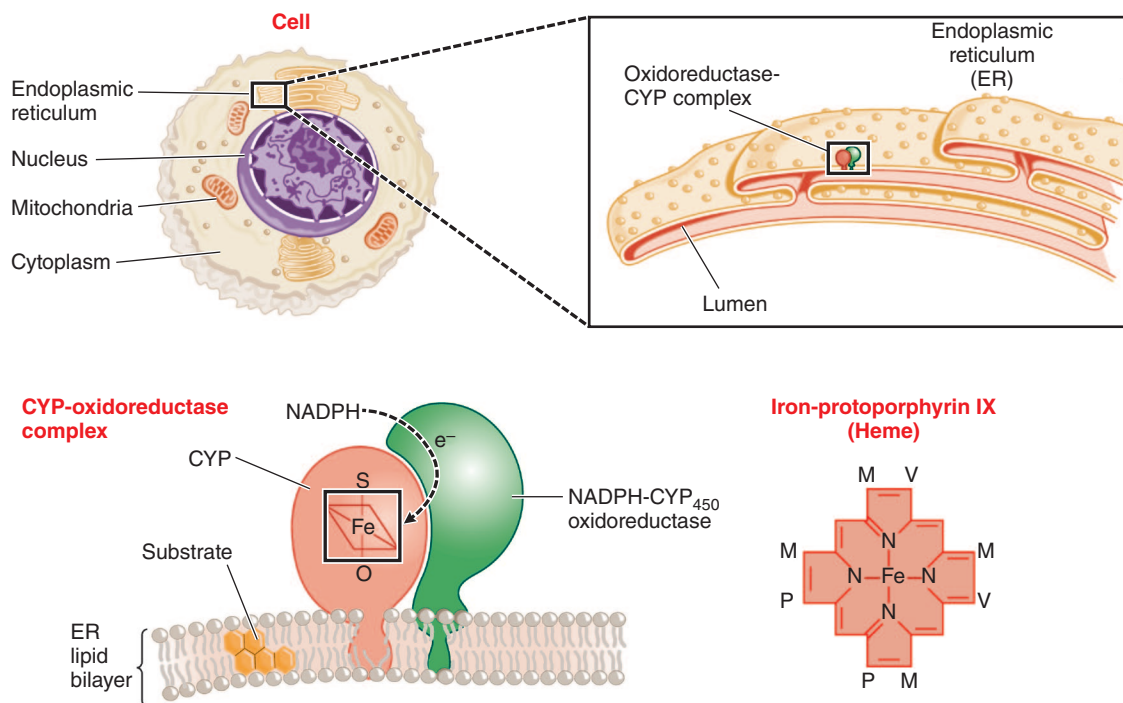 Cell
Endoplasmic
reticulum
Nucleus
Mitochondria
Cytoplasm
Endoplasmic
reticulum
(ER)
Oxidoreductase-
CYP complex
Lumen
CYP-oxidoreductase
complex
NADPH
e–
CYP
S
Fe
O
NADPH-CYP450
oxidoreductase
Substrate
ER
lipid
bilayer
Iron-protoporphyrin IX
(Heme)
M V
N
M M
N Fe N
P V
N
P M